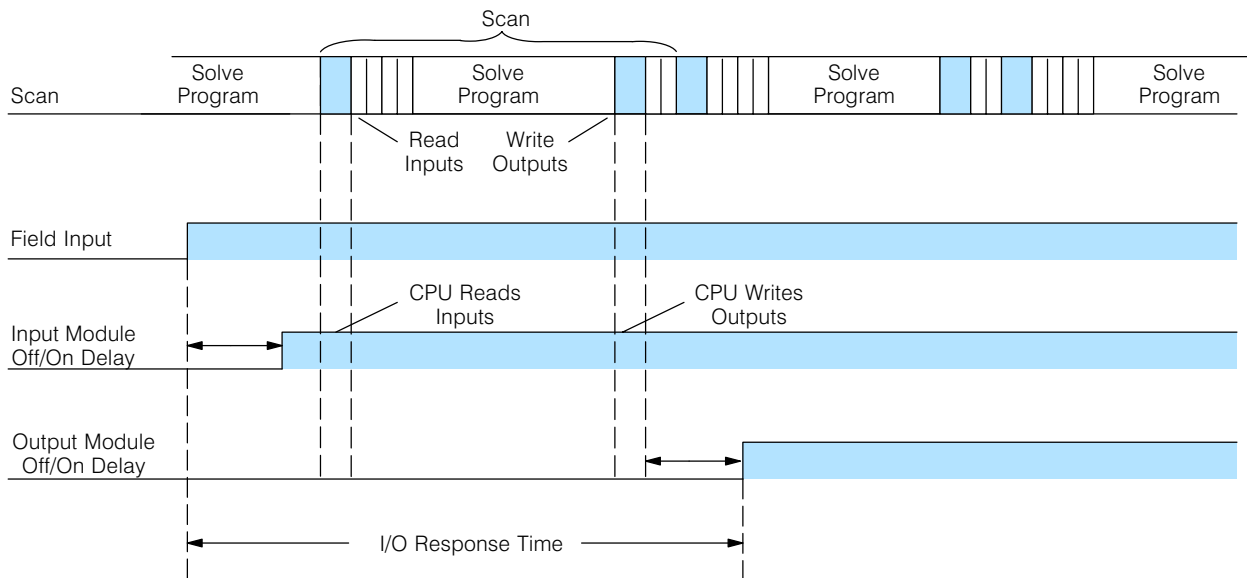 Scan
Scan
Solve
Program
Solve
Program
Solve
Program
Solve
Program
Read
Inputs
Write
Outputs
Field Input
CPU Reads
Inputs
CPU Writes
Outputs
Input Module
Off/On Delay
Output Module
Off/On Delay
I/O Response Time